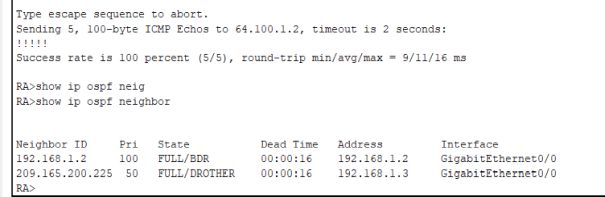 Type escape sequence to abort.
Sending 5, 100-byte ICMP Echos to 64.100.1.2, timeout is 2 seconds:
!!!!!
Success rate is 100 percent (5/5), round-trip min/avg/max = 9/11/16 ms
RA>show ip ospf neig
RA>show ip ospf neighbor
Neighbor ID Pri State Dead Time Address Interface
192.168.1.2 100 FULL/BDR 00:00:16 192.168.1.2 GigabitEthernet0/0
209.165.200.225 50 FULL/DROTHER 00:00:16 192.168.1.3 GigabitEthernet0/0
RA>